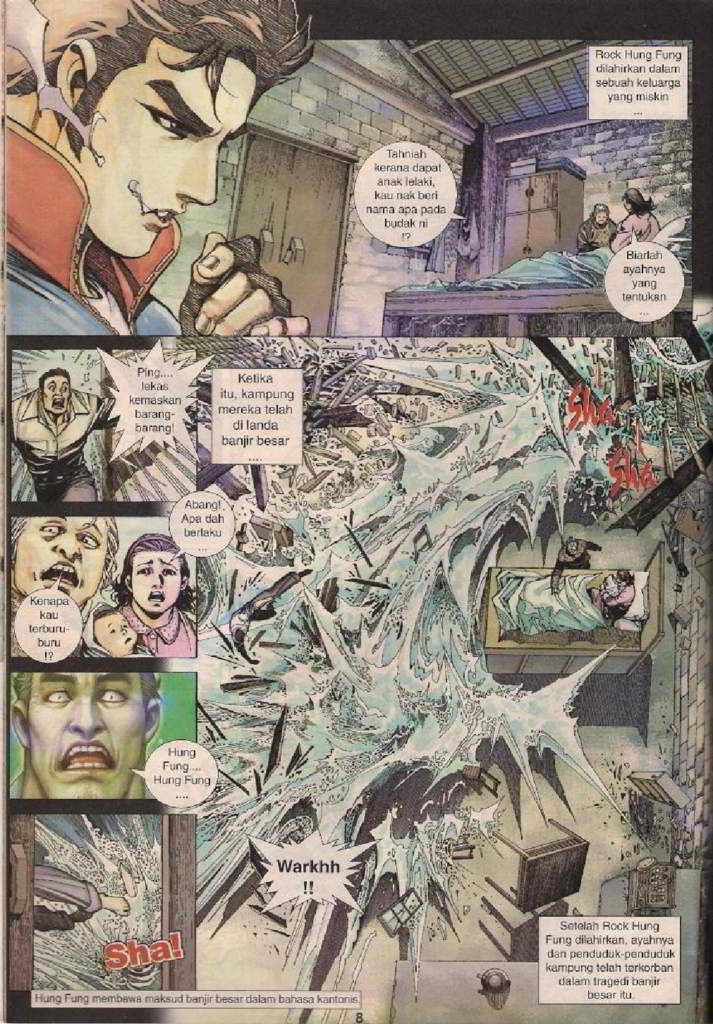 Rock Hung Fung
dilahirkan dalam
sebuah keluarga
yang miskin
...
Tahniah
kerana dapat
anak lelaki,
kau nak beri
nama apa pada
budak ni
!?
Biarlah
ayahnya
yang
tentukan
...
Ping....
lekas
kemaskan
barang-
barang!
Ketika
itu, kampung
mereka telah
di landa
banjir besar
....
Sha
Sha
Abang!
Apa dah
berlaku
...
Kenapa
kau
terburu-
buru
!?
Hung
Fung....
Hung Fung
....
Warkhh
!!
Sha!
Setelah Rock Hung
Fung dilahirkan, ayahnya
dan penduduk-penduduk
kampung telah terkorban
dalam tragedi banjir
besar itu.
Hung Fung membawa maksud banjir besar dalam bahasa kantonis.
8